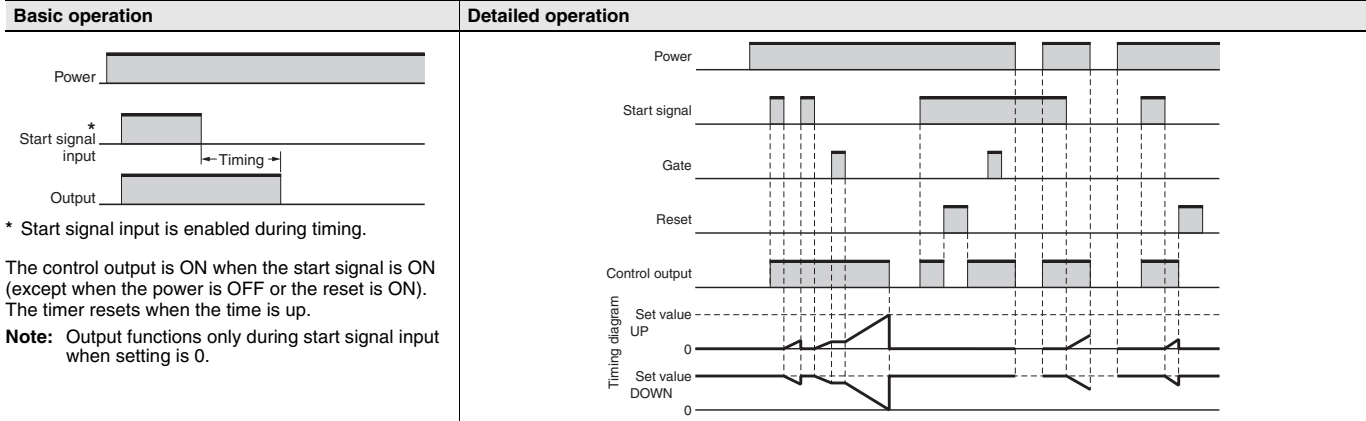 Basic operation
Detailed operation
Power
*
Start signal
input
Timing
Output
* Start signal input is enabled during timing.
The control output is ON when the start signal is ON
(except when the power is OFF or the reset is ON).
The timer resets when the time is up.
Note: Output functions only during start signal input
when setting is 0.
Power
Start signal
Gate
Reset
Control output
Timing diagram
Set value
UP
0
Set value
DOWN
0